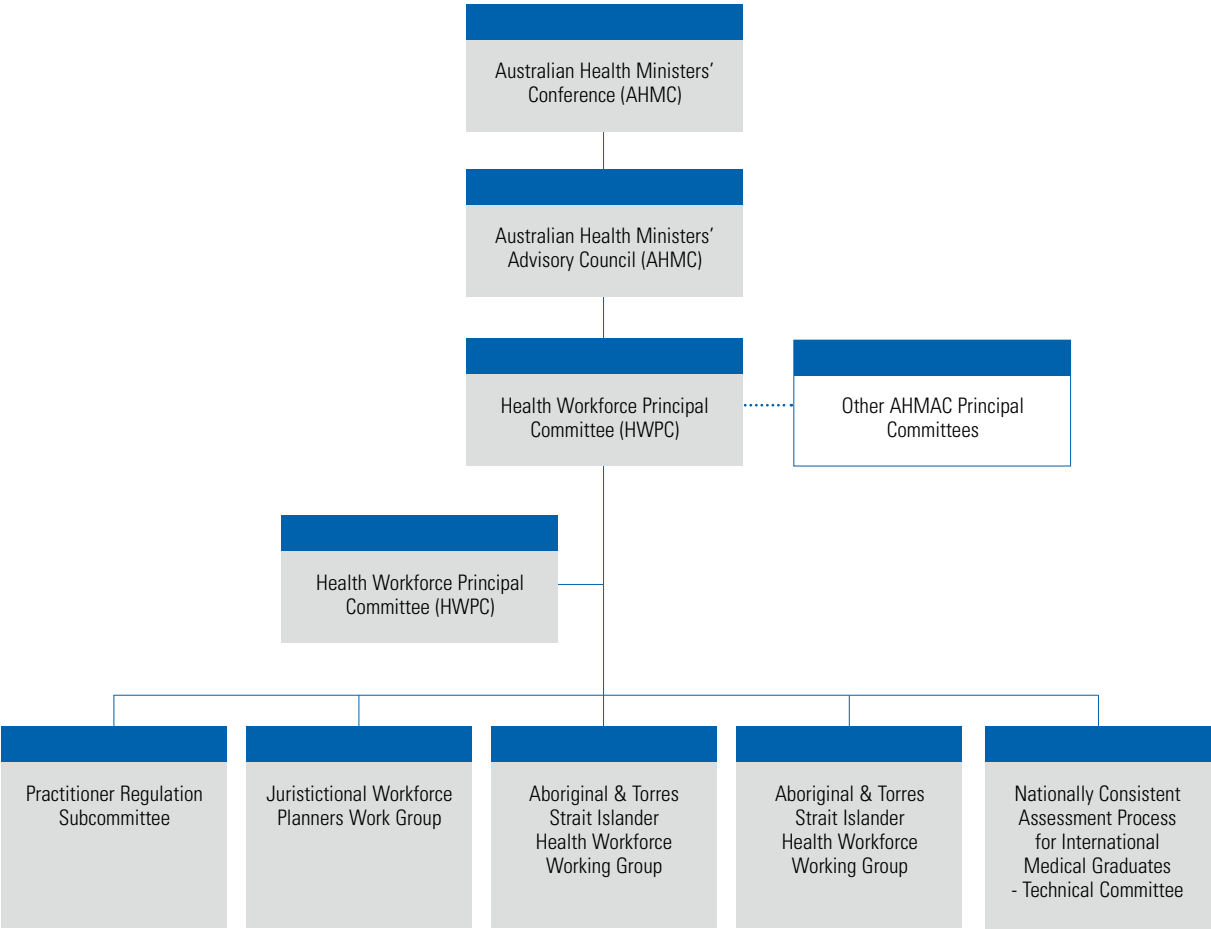 Australian Health Ministers’
Conference (AHMC)
Australian Health Ministers’
Advisory Council (AHMC)
Health Workforce Principal
Committee (HWPC)
Other AHMAC Principal
Committees
Health Workforce Principal
Committee (HWPC)
Practitioner Regulation
Subcommittee
Juristictional Workforce
Planners Work Group
Aboriginal & Torres
Strait Islander
Health Workforce
Working Group
Aboriginal & Torres
Strait Islander
Health Workforce
Working Group
Nationally Consistent
Assessment Process
for International
Medical Graduates
- Technical Committee